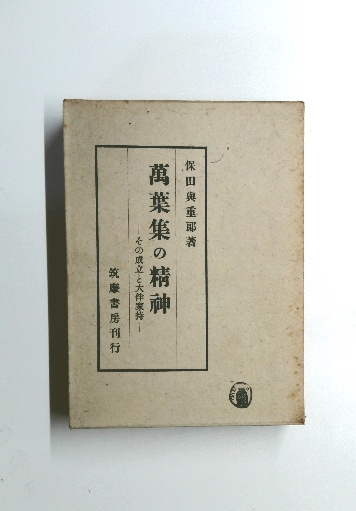 保田與重郎著
萬葉集の精神
―その成立と大伴家持―
筑摩書房刊行